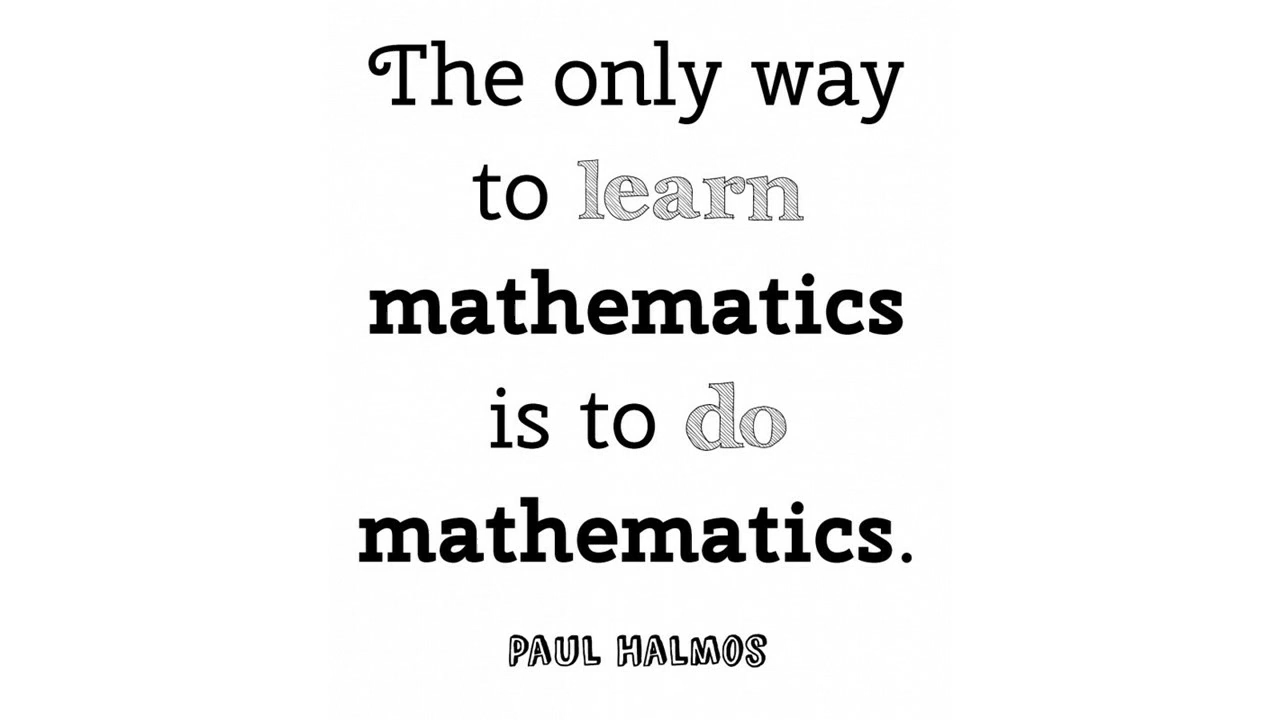 The only way
to learn
mathematics
is to do
mathematics.
PAUL HALMOS